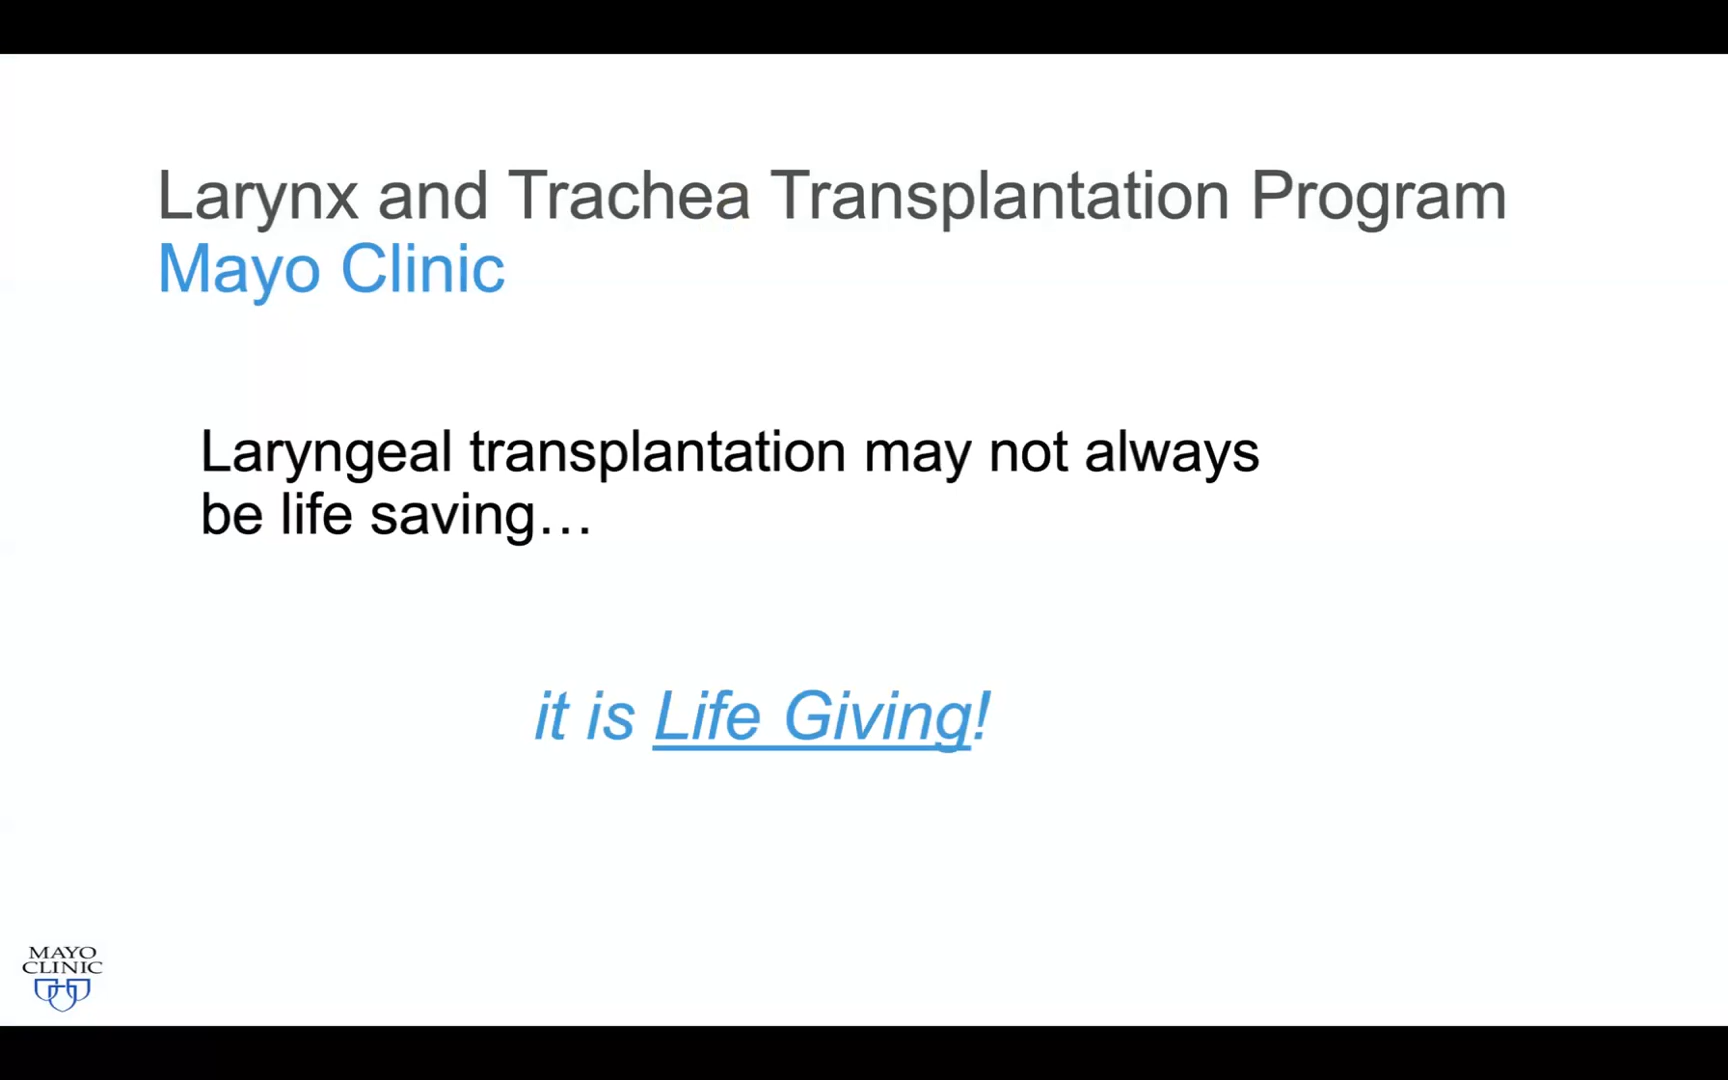 Larynx and Trachea Transplantation Program
Mayo Clinic
Laryngeal transplantation may not always
be life saving…
it is Life Giving!
MAYO
CLINIC